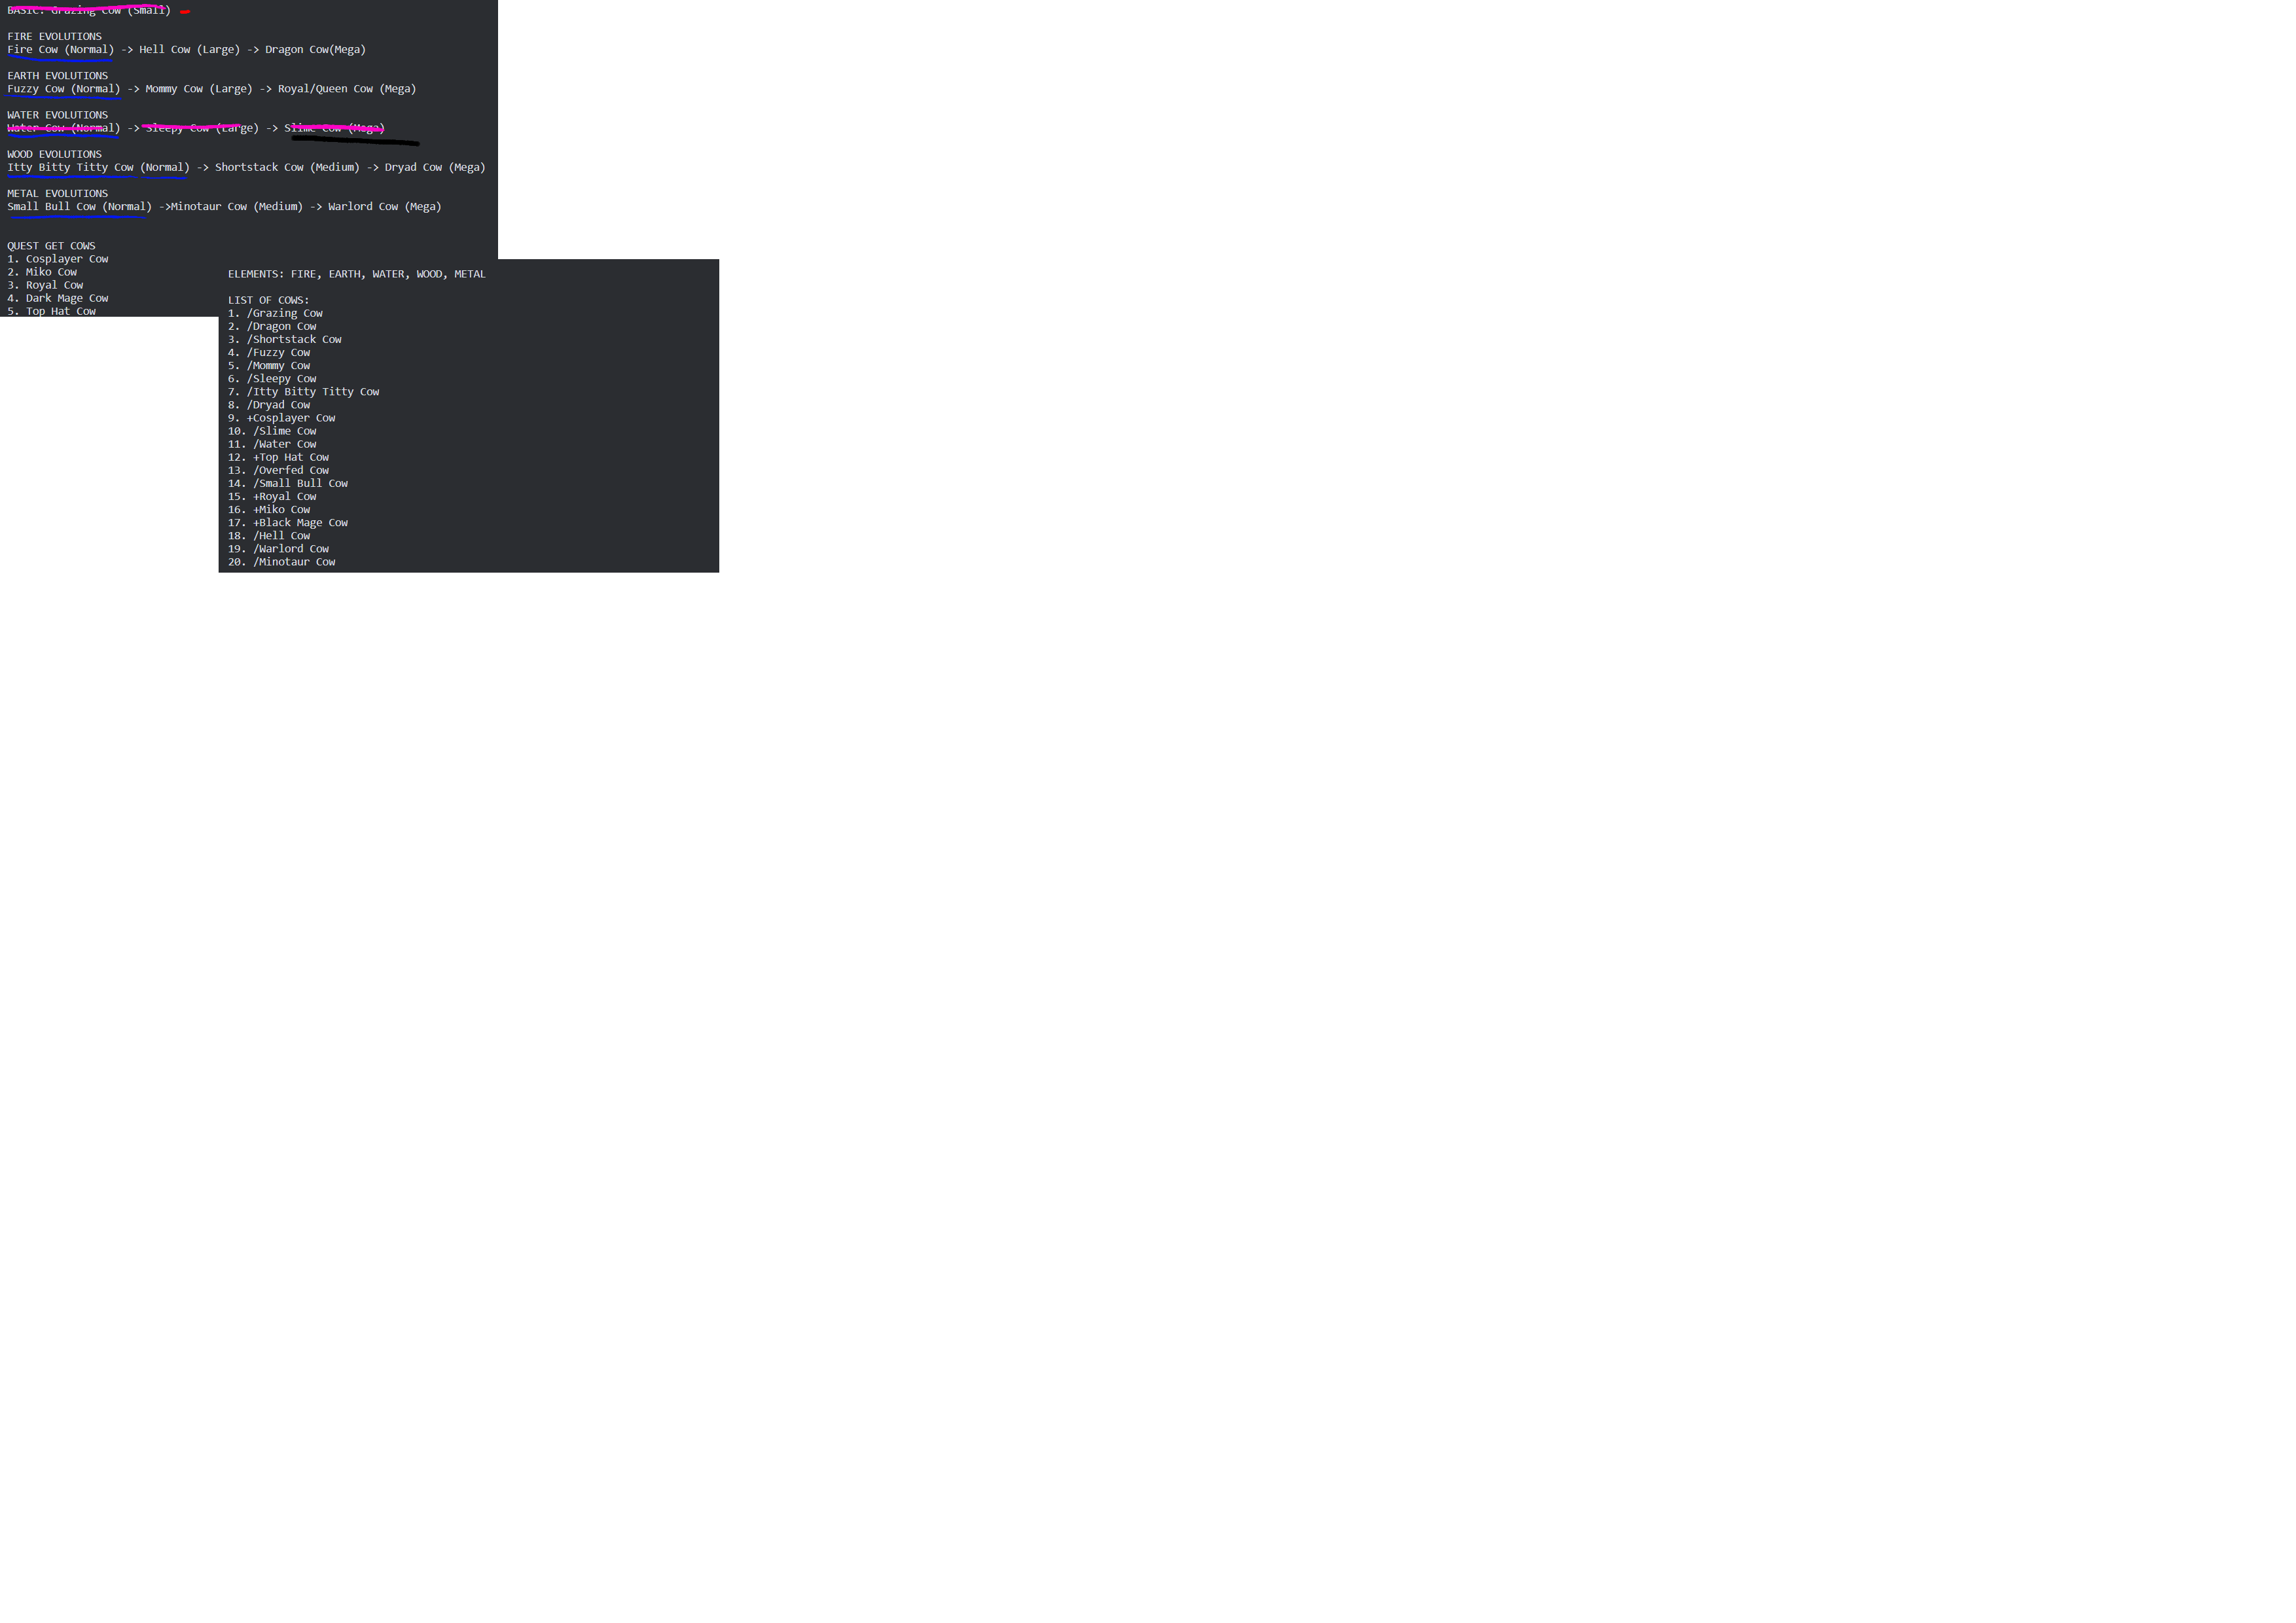 BASIC: Grazing Cow (Small)
FIRE EVOLUTIONS
Fire Cow (Normal) -> Hell Cow (Large) -> Dragon Cow(Mega)
EARTH EVOLUTIONS
Fuzzy Cow (Normal) -> Mommy Cow (Large) -> Royal/Queen Cow (Mega)
WATER EVOLUTIONS
Water Cow (Normal) -> Sleepy Cow (Large) -> Slime Cow (Mega)
WOOD EVOLUTIONS
Itty Bitty Titty Cow (Normal) -> Shortstack Cow (Medium) -> Dryad Cow (Mega)
METAL EVOLUTIONS
Small Bull Cow (Normal) ->Minotaur Cow (Medium) -> Warlord Cow (Mega)
QUEST GET COWS
1. Cosplayer Cow
2. Miko Cow
3. Royal Cow
4. Dark Mage Cow
5. Top Hat Cow
ELEMENTS: FIRE, EARTH, WATER, WOOD, METAL
LIST OF COWS:
1. /Grazing Cow
2. /Dragon Cow
3. /Shortstack Cow
4. /Fuzzy Cow
5. /Mommy Cow
6. /Sleepy Cow
7. /Itty Bitty Titty Cow
8. /Dryad Cow
9. +Cosplayer Cow
10. /Slime Cow
11. /Water Cow
12. +Top Hat Cow
13. /Overfed Cow
14. /Small Bull Cow
15. +Royal Cow
16. +Miko Cow
17. +Black Mage Cow
18. /Hell Cow
19. /Warlord Cow
20. /Minotaur Cow